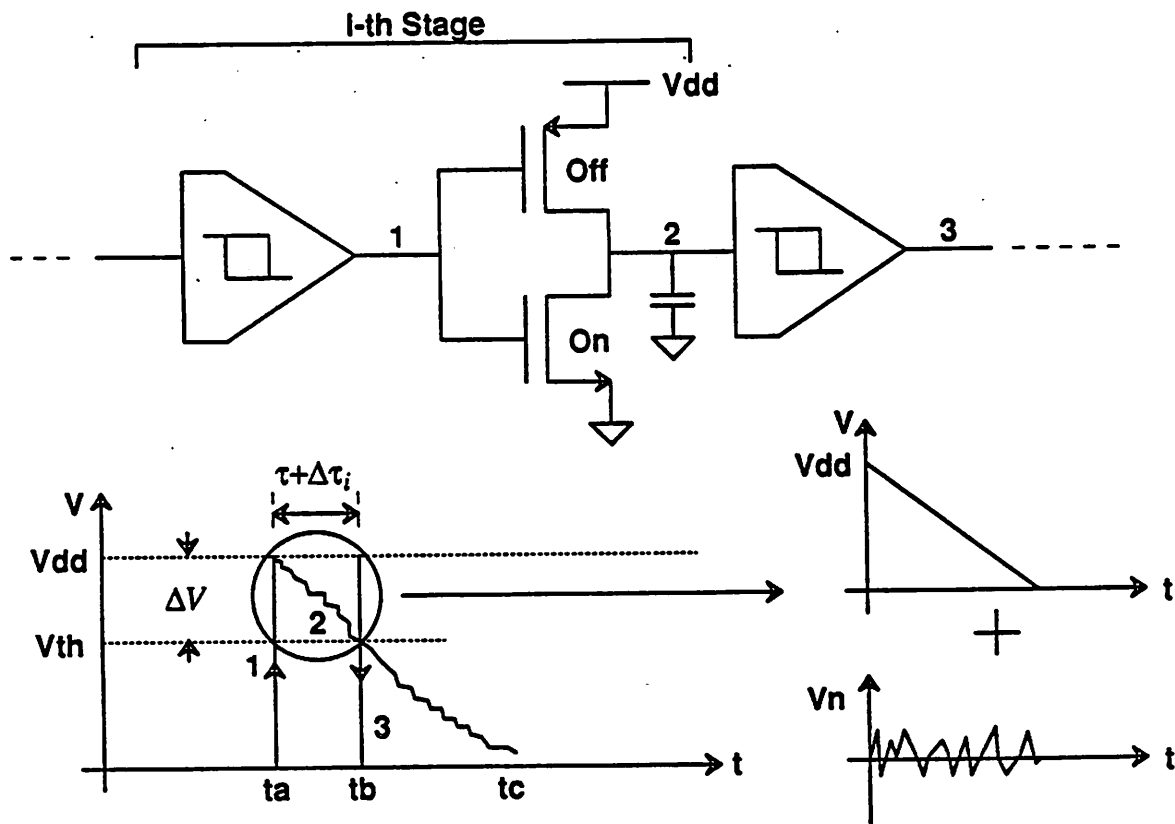 I-th Stage
Vdd
Off
1
2
3
On
τ+Δτi
V
Vdd
ΔV
Vth
1
2
3
ta
tb
tc
t
V
Vdd
t
+
Vn
t